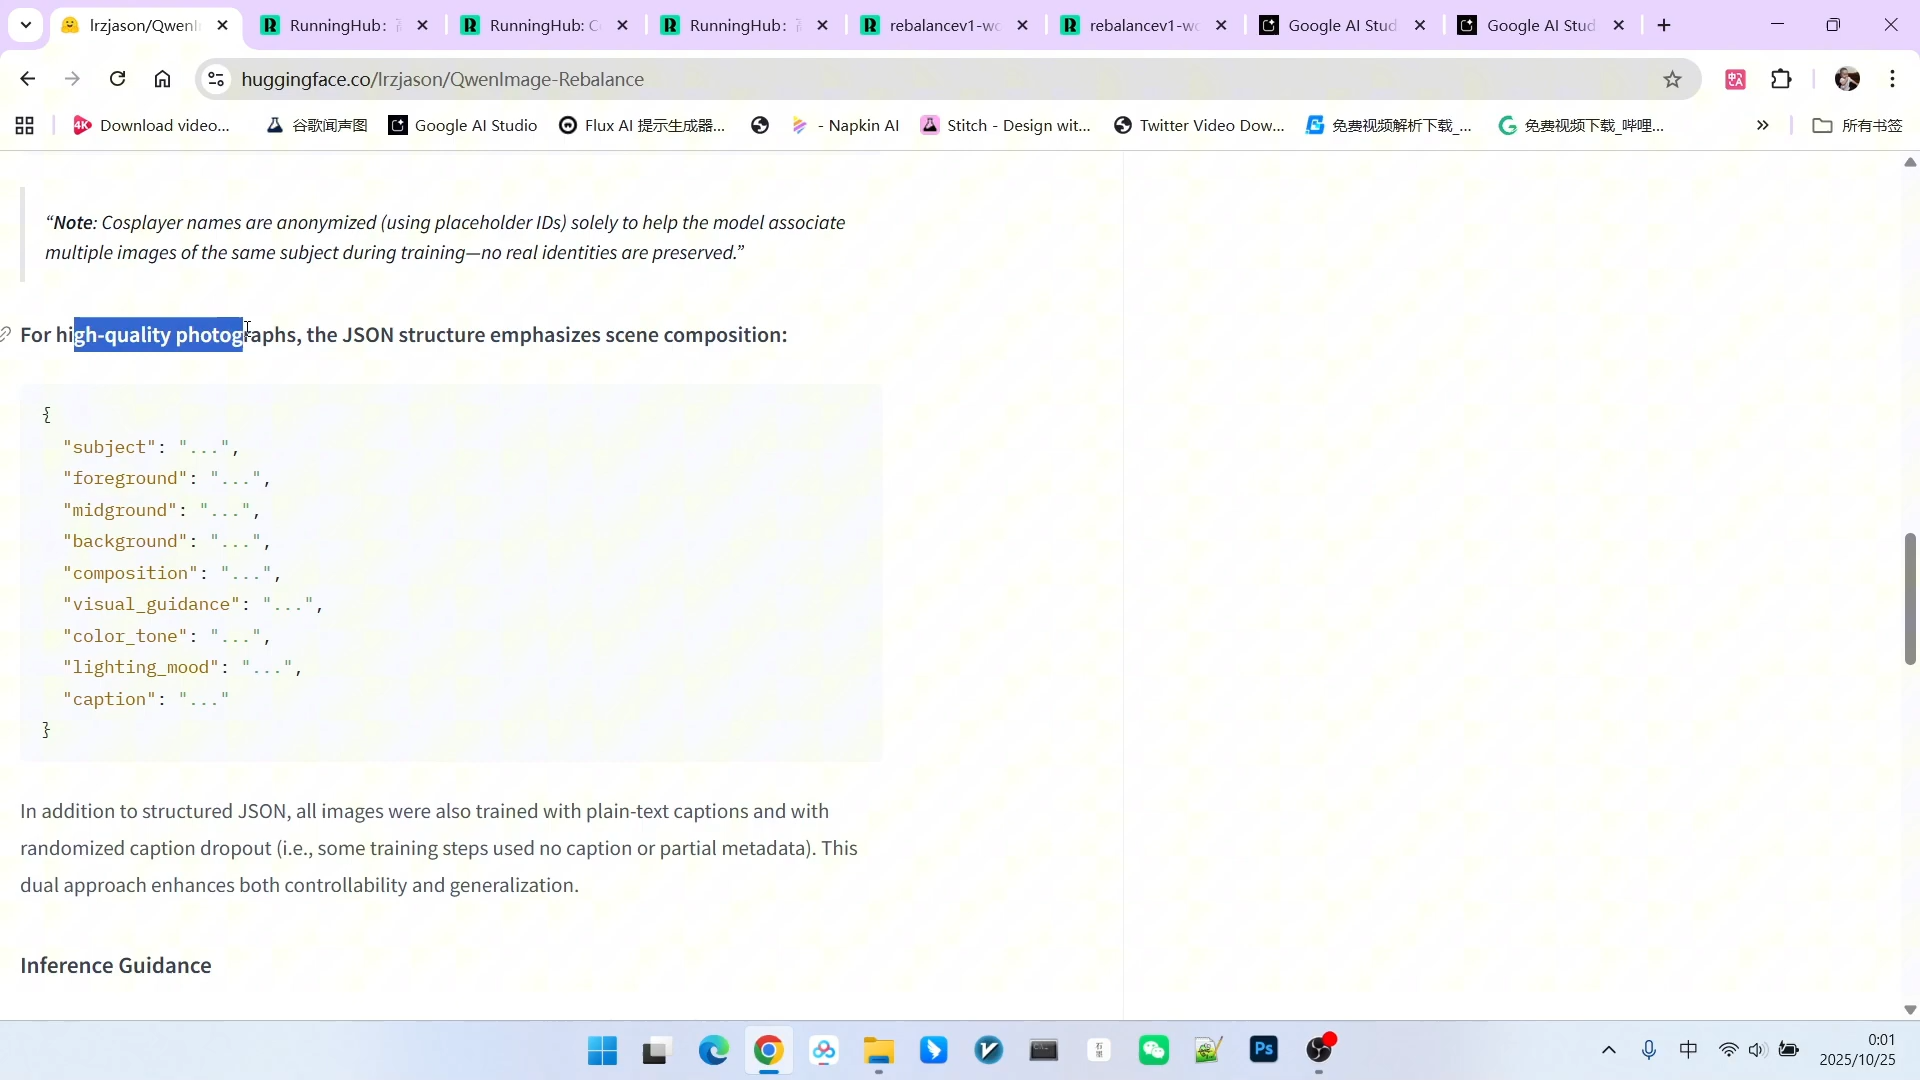 lrzjason/QwenI
RunningHub:
RunningHub: C
RunningHub:
rebalancev1-wo
rebalancev1-wo
Google AI Stud
Google AI Stud
huggingface.co/lrzjason/QwenImage-Rebalance
Download video...
谷歌闻声图
Google AI Studio
Flux AI 提示生成器...
- Napkin AI
Stitch - Design wit...
Twitter Video Dow...
免费视频解析下载_...
免费视频下载_哔哩...
所有书签
“Note: Cosplayer names are anonymized (using placeholder IDs) solely to help the model associate
multiple images of the same subject during training—no real identities are preserved.”
For high-quality photographs, the JSON structure emphasizes scene composition:
{
"subject": "...",
"foreground": "...",
"midground": "...",
"background": "...",
"composition": "...",
"visual_guidance": "...",
"color_tone": "...",
"lighting_mood": "...",
"caption": "..."
}
In addition to structured JSON, all images were also trained with plain-text captions and with
randomized caption dropout (i.e., some training steps used no caption or partial metadata). This
dual approach enhances both controllability and generalization.
Inference Guidance
Ps
中
0:01
2025/10/25